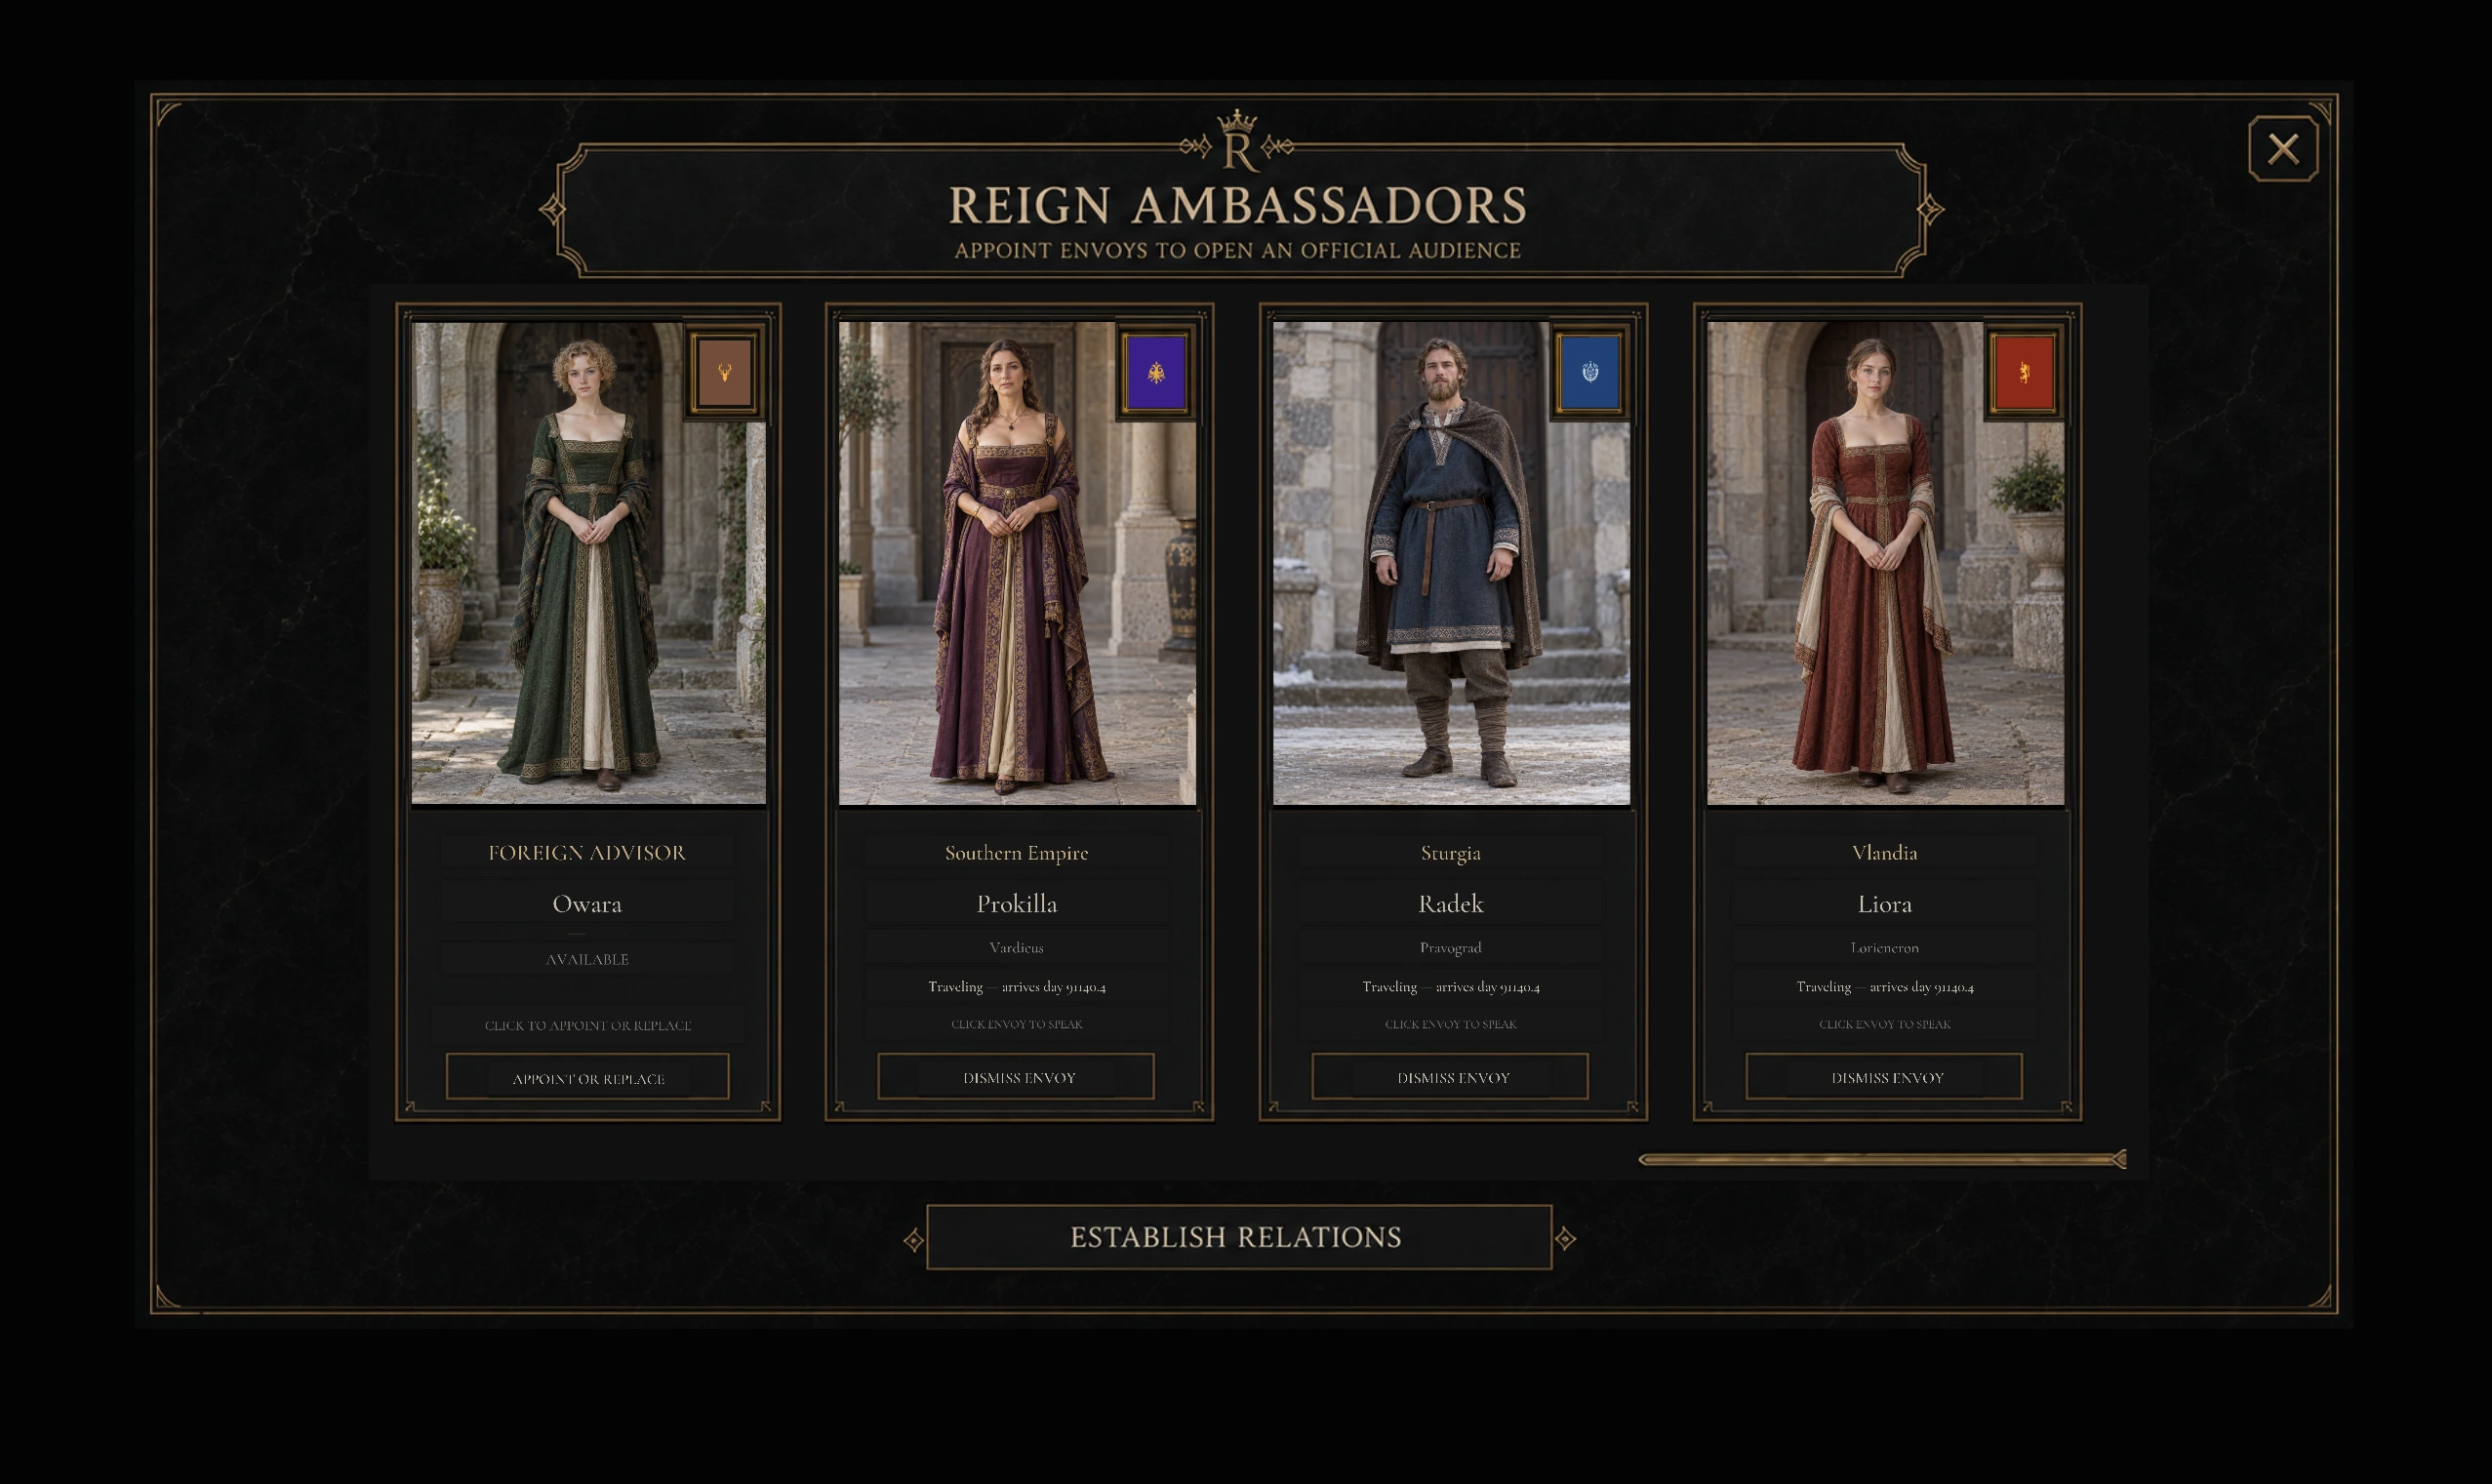 R
REIGN AMBASSADORS
APPOINT ENVOYS TO OPEN AN OFFICIAL AUDIENCE
FOREIGN ADVISOR
Owara
—
AVAILABLE
CLICK TO APPOINT OR REPLACE
APPOINT OR REPLACE
Southern Empire
Prokilla
Vardicus
Traveling — arrives day 91140.4
CLICK ENVOY TO SPEAK
DISMISS ENVOY
Sturgia
Radek
Pravograd
Traveling — arrives day 91140.4
CLICK ENVOY TO SPEAK
DISMISS ENVOY
Vlandia
Liora
Lorieneron
Traveling — arrives day 91140.4
CLICK ENVOY TO SPEAK
DISMISS ENVOY
ESTABLISH RELATIONS